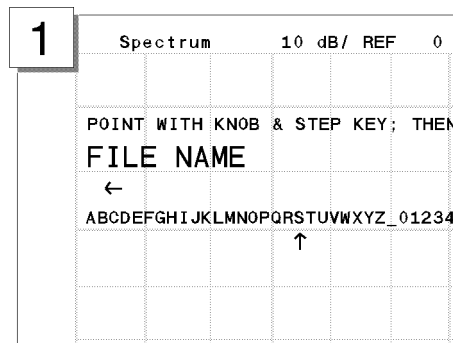 1
Spectrum 10 dB/ REF 0
POINT WITH KNOB & STEP KEY; THEN
FILE NAME
←
ABCDEFGHIJKLMNOPQRSTUVWXYZ_01234
↑